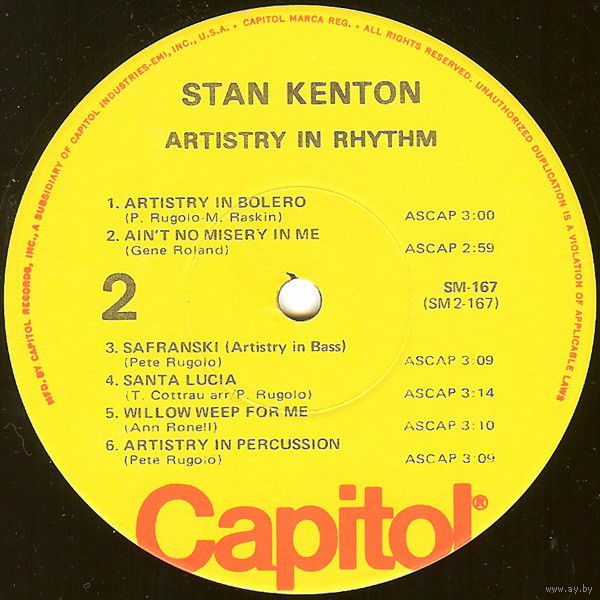 MFD. BY CAPITOL RECORDS, INC., A SUBSIDIARY OF CAPITOL INDUSTRIES-EMI, INC., U.S.A. • CAPITOL MARCA REG. • ALL RIGHTS RESERVED. UNAUTHORIZED DUPLICATION IS A VIOLATION OF APPLICABLE LAWS
STAN KENTON
ARTISTRY IN RHYTHM
1. ARTISTRY IN BOLERO
(P. Rugolo-M. Raskin) ASCAP 3:00
2. AIN'T NO MISERY IN ME
(Gene Roland) ASCAP 2:59
2
SM-167
(SM2-167)
3. SAFRANSKI (Artistry in Bass)
(Pete Rugolo) ASCAP 3:09
4. SANTA LUCIA
(T. Cottrau arr/P. Rugolo) ASCAP 3:14
5. WILLOW WEEP FOR ME
(Ann Ronell) ASCAP 3:10
6. ARTISTRY IN PERCUSSION
(Pete Rugolo) ASCAP 3:09
Capitol®
www.ay.by